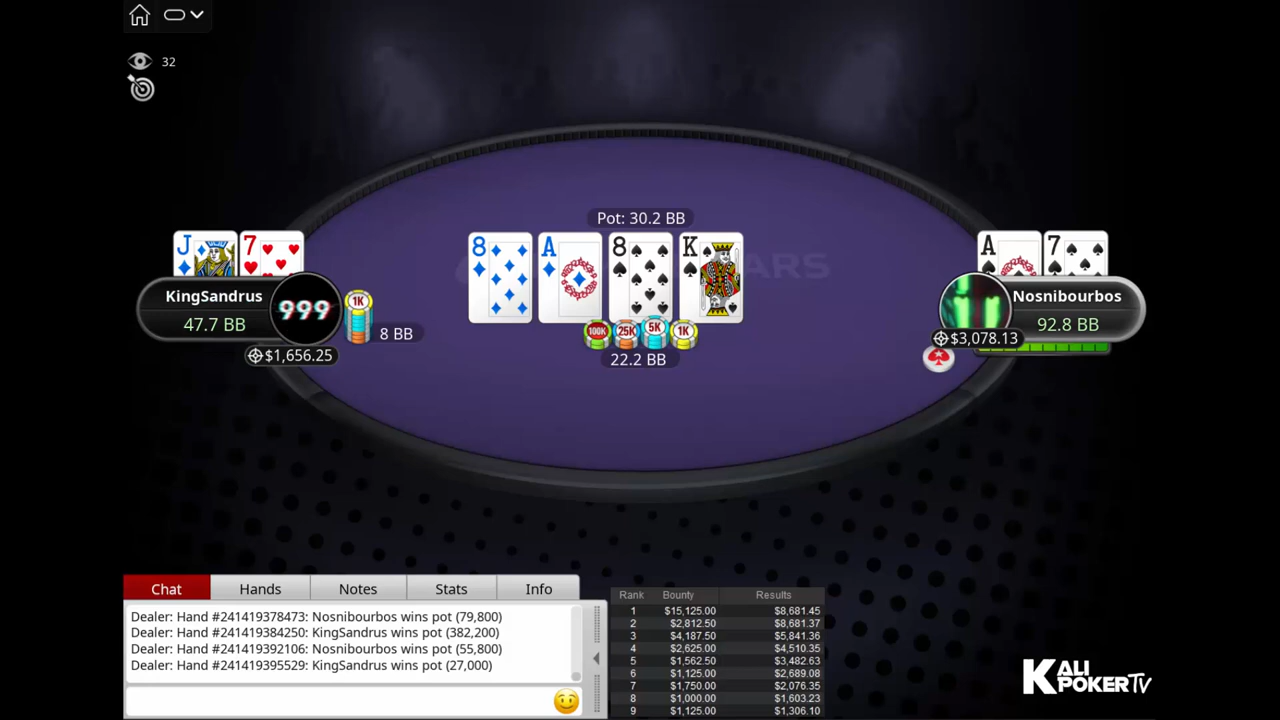 32
Pot: 30.2 BB
J 7
8 A 8 K
A 7
ARS
KingSandrus
47.7 BB
999
$1,656.25
1K
8 BB
100K 25K 5K 1K
22.2 BB
Nosnibourbos
92.8 BB
$3,078.13
Chat Hands Notes Stats Info
Dealer: Hand #241419378473: Nosnibourbos wins pot (79,800)
Dealer: Hand #241419384250: KingSandrus wins pot (382,200)
Dealer: Hand #241419392106: Nosnibourbos wins pot (55,800)
Dealer: Hand #241419395529: KingSandrus wins pot (27,000)
Rank Bounty Results
1 $15,125.00 $8,681.45
2 $2,812.50 $8,681.37
3 $4,187.50 $5,841.36
4 $2,625.00 $4,510.35
5 $1,562.50 $3,482.63
6 $1,125.00 $2,689.08
7 $1,750.00 $2,076.35
8 $1,000.00 $1,603.23
9 $1,125.00 $1,306.10
KALI
POKERTV